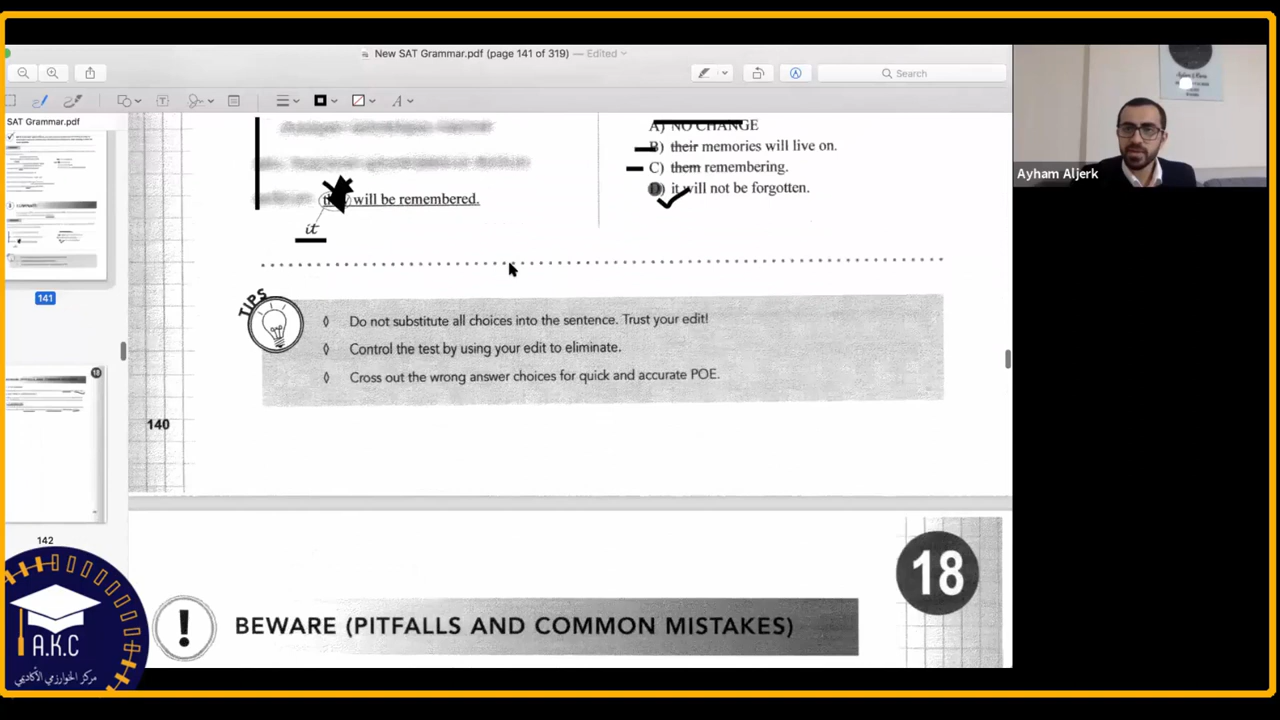 New SAT Grammar.pdf (page 141 of 319) — Edited
Search
SAT Grammar.pdf
A) NO CHANGE
B) their memories will live on.
C) them remembering.
D) it will not be forgotten.
will be remembered.
it
TIPS
◊ Do not substitute all choices into the sentence. Trust your edit!
◊ Control the test by using your edit to eliminate.
◊ Cross out the wrong answer choices for quick and accurate POE.
140
141
142
18
! BEWARE (PITFALLS AND COMMON MISTAKES)
Ayham Aljerk
A.K.C
مركز الخوارزمي الأكاديمي